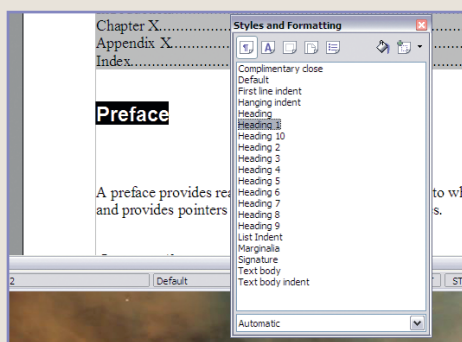 Chapter X
Appendix X
Index
Preface
A preface provides rea
to wh
and provides pointers
s.
Styles and Formatting
Complimentary close
Default
First line indent
Hanging indent
Heading
Heading 1
Heading 10
Heading 2
Heading 3
Heading 4
Heading 5
Heading 6
Heading 7
Heading 8
Heading 9
List Indent
Marginalia
Signature
Text body
Text body indent
Automatic
2
Default
ST